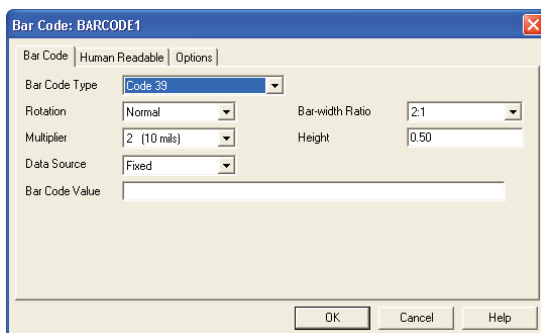 Bar Code: BARCODE1
Bar Code Human Readable Options
Bar Code Type Code 39
Rotation Normal Bar-width Ratio 2:1
Multiplier 2 (10 mils) Height 0.50
Data Source Fixed
Bar Code Value
OK Cancel Help